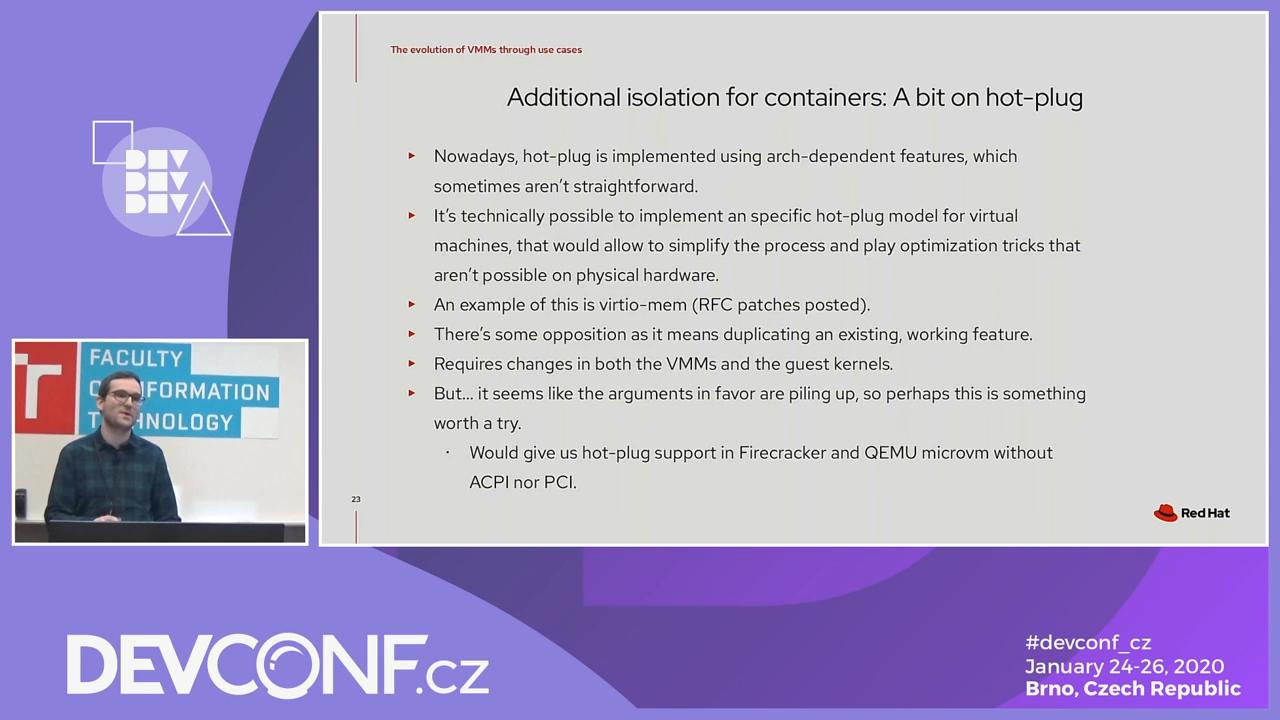 The evolution of VMMs through use cases
Additional isolation for containers: A bit on hot-plug
Nowadays, hot-plug is implemented using arch-dependent features, which
sometimes aren't straightforward.
It's technically possible to implement an specific hot-plug model for virtual
machines, that would allow to simplify the process and play optimization tricks that
aren't possible on physical hardware.
An example of this is virtio-mem (RFC patches posted).
There's some opposition as it means duplicating an existing, working feature.
Requires changes in both the VMMs and the guest kernels.
But... it seems like the arguments in favor are piling up, so perhaps this is something
worth a try.
Would give us hot-plug support in Firecracker and QEMU microvm without
ACPI nor PCI.
23
Red Hat
DEV
DEV
DEV
FACULTY
OF INFORMATION
TECHNOLOGY
DEVCONF.cz
#devconf_cz
January 24-26, 2020
Brno, Czech Republic